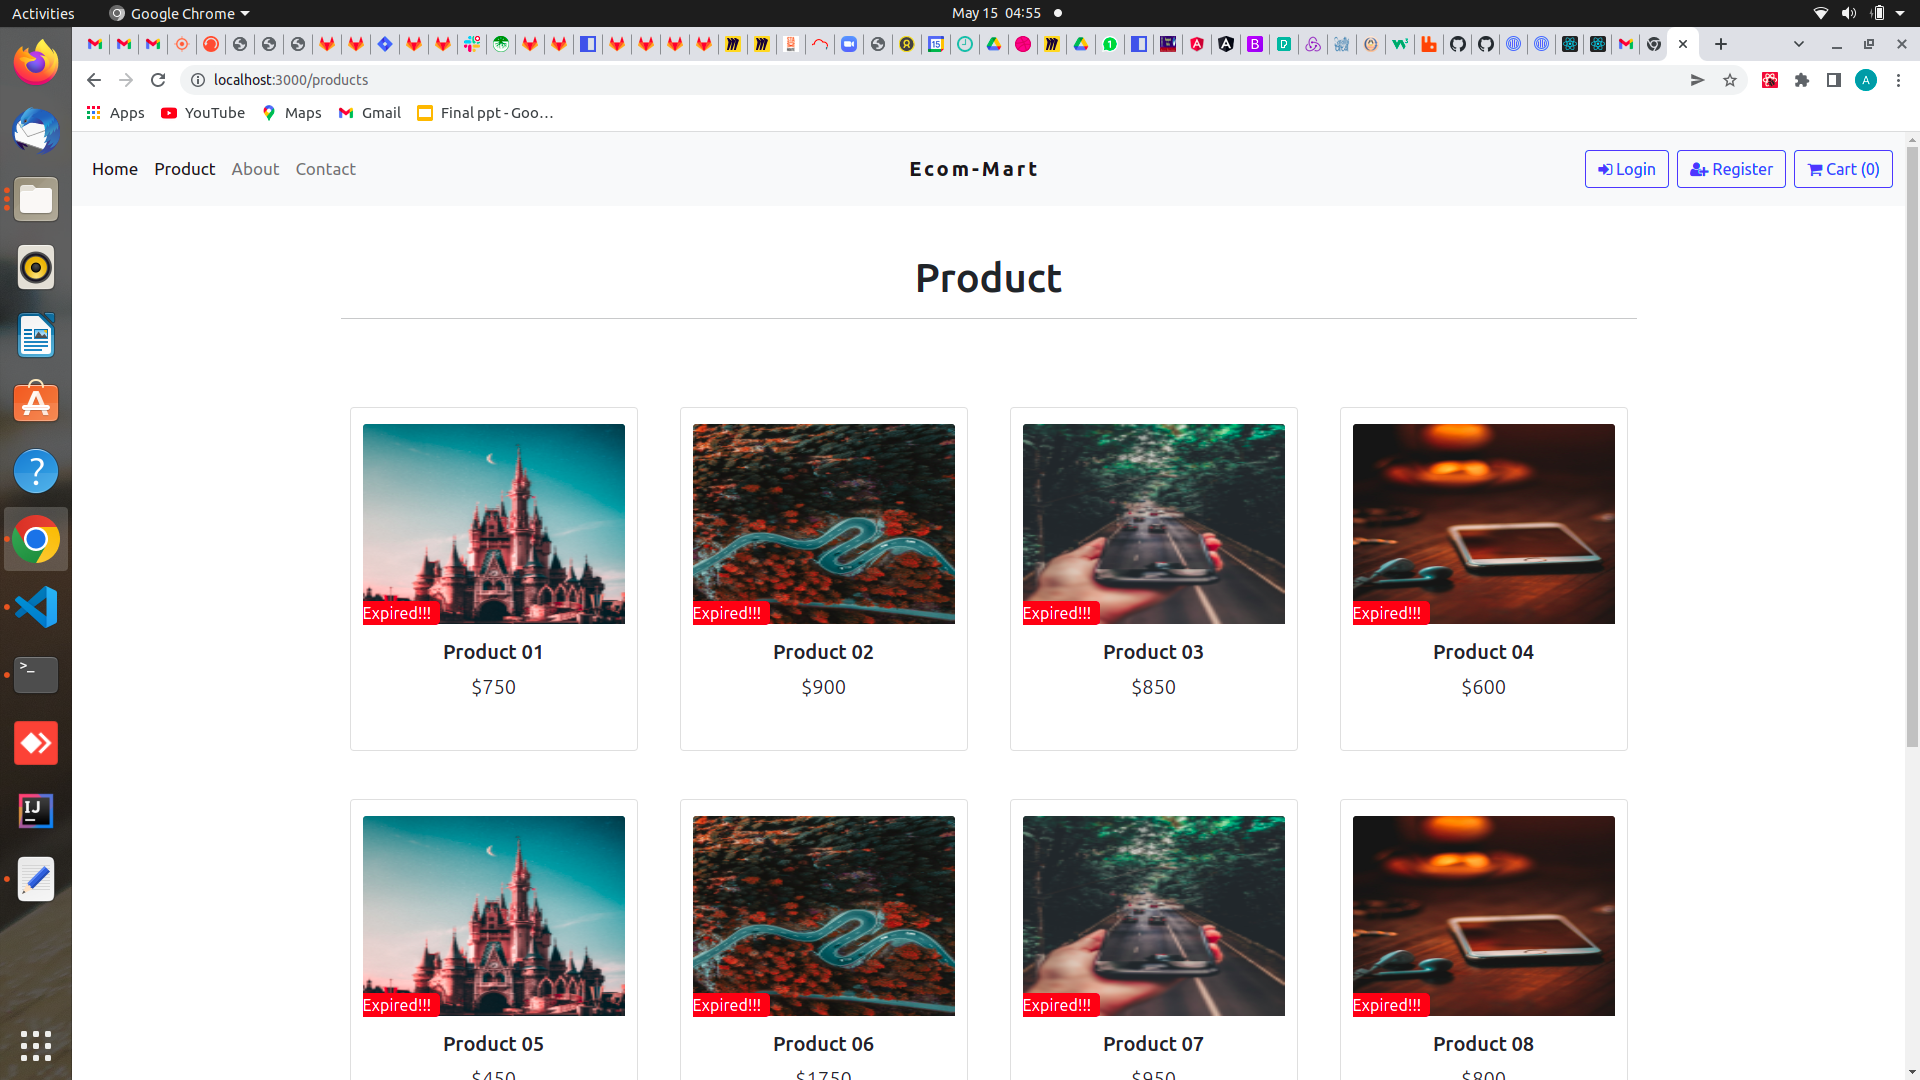 Activities
Google Chrome
May 15 04:55
localhost:3000/products
A
Apps
YouTube
Maps
Gmail
Final ppt - Goo…
Home
Product
About
Contact
Ecom-Mart
Login
Register
Cart (0)
Product
Expired!!!
Expired!!!
Expired!!!
Expired!!!
Product 01
Product 02
Product 03
Product 04
$750
$900
$850
$600
Expired!!!
Expired!!!
Expired!!!
Expired!!!
Product 05
Product 06
Product 07
Product 08
$450
$1750
$950
$800